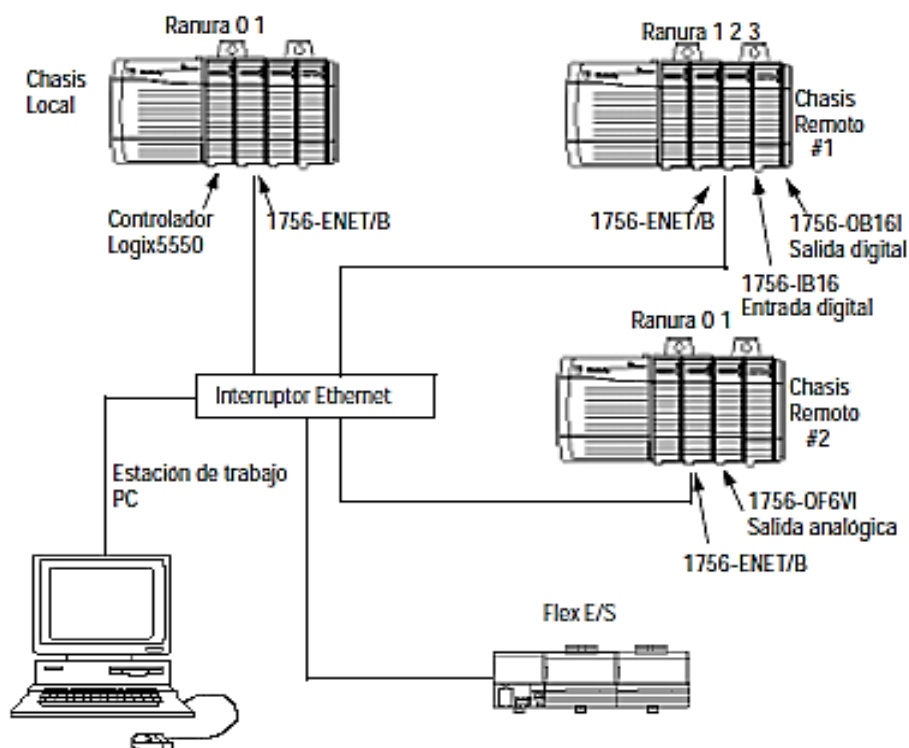 Ranura 0 1
Chasis
Local
Controlador
Logix5550
1756-ENET/B
Ranura 1 2 3
Chasis
Remoto
#1
1756-ENET/B
1756-OB16I
Salida digital
1756-IB16
Entrada digital
Ranura 0 1
Chasis
Remoto
#2
1756-OF6VI
Salida analógica
1756-ENET/B
Interruptor Ethernet
Estación de trabajo
PC
Flex E/S